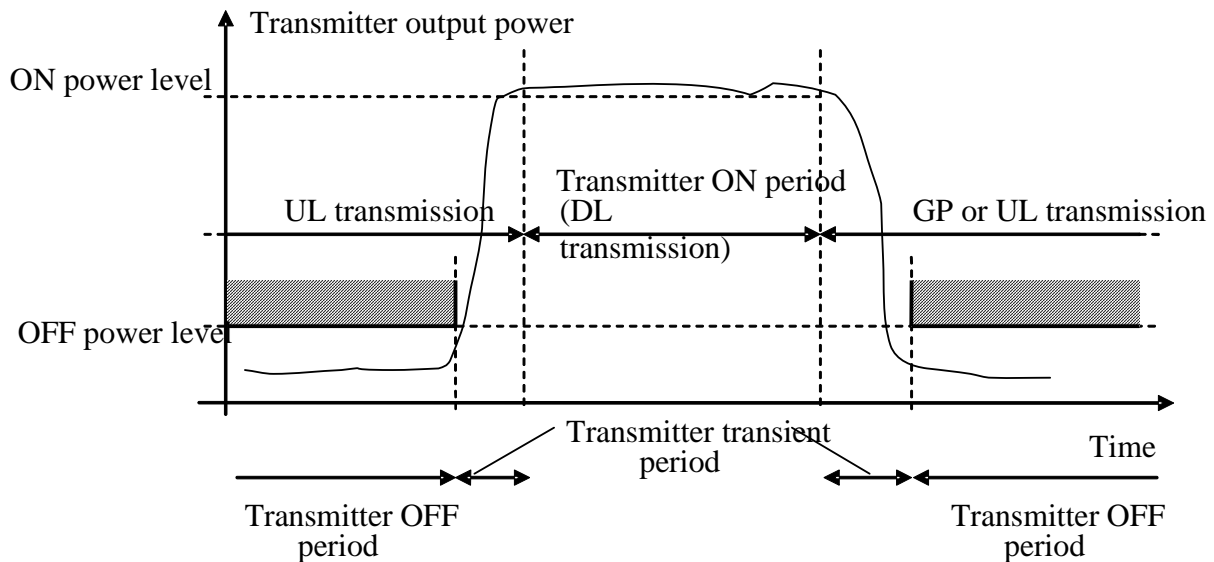 Transmitter output power
ON power level
Transmitter ON period
UL transmission
(DL
GP or UL transmission
transmission)
OFF power level
Transmitter transient
period
Time
Transmitter OFF
period
Transmitter OFF
period